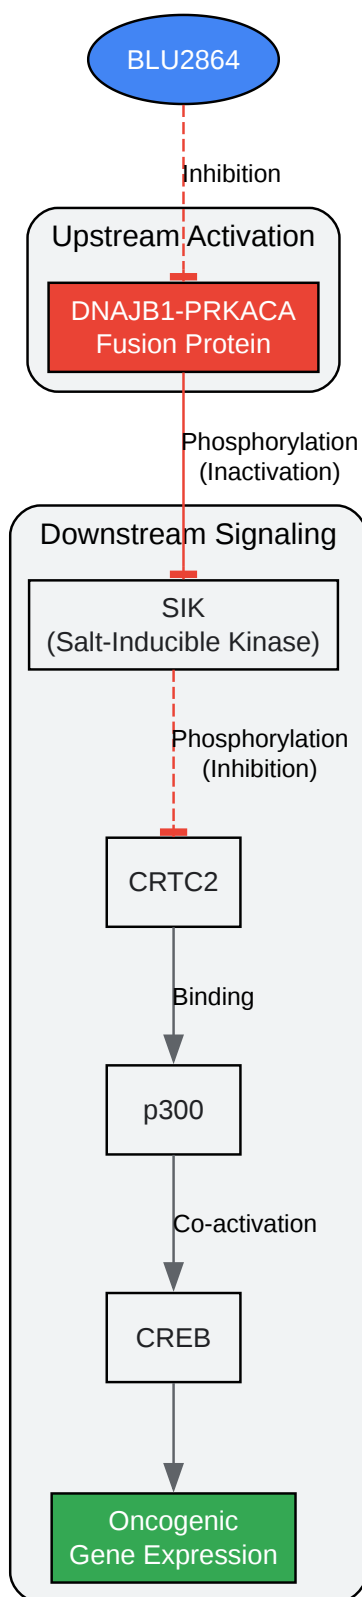 BLU2864
Inhibition
Upstream Activation
DNAJB1-PRKACA
Fusion Protein
Phosphorylation
(Inactivation)
Downstream Signaling
SIK
(Salt-Inducible Kinase)
Phosphorylation
(Inhibition)
CRTC2
Binding
p300
Co-activation
CREB
Oncogenic
Gene Expression